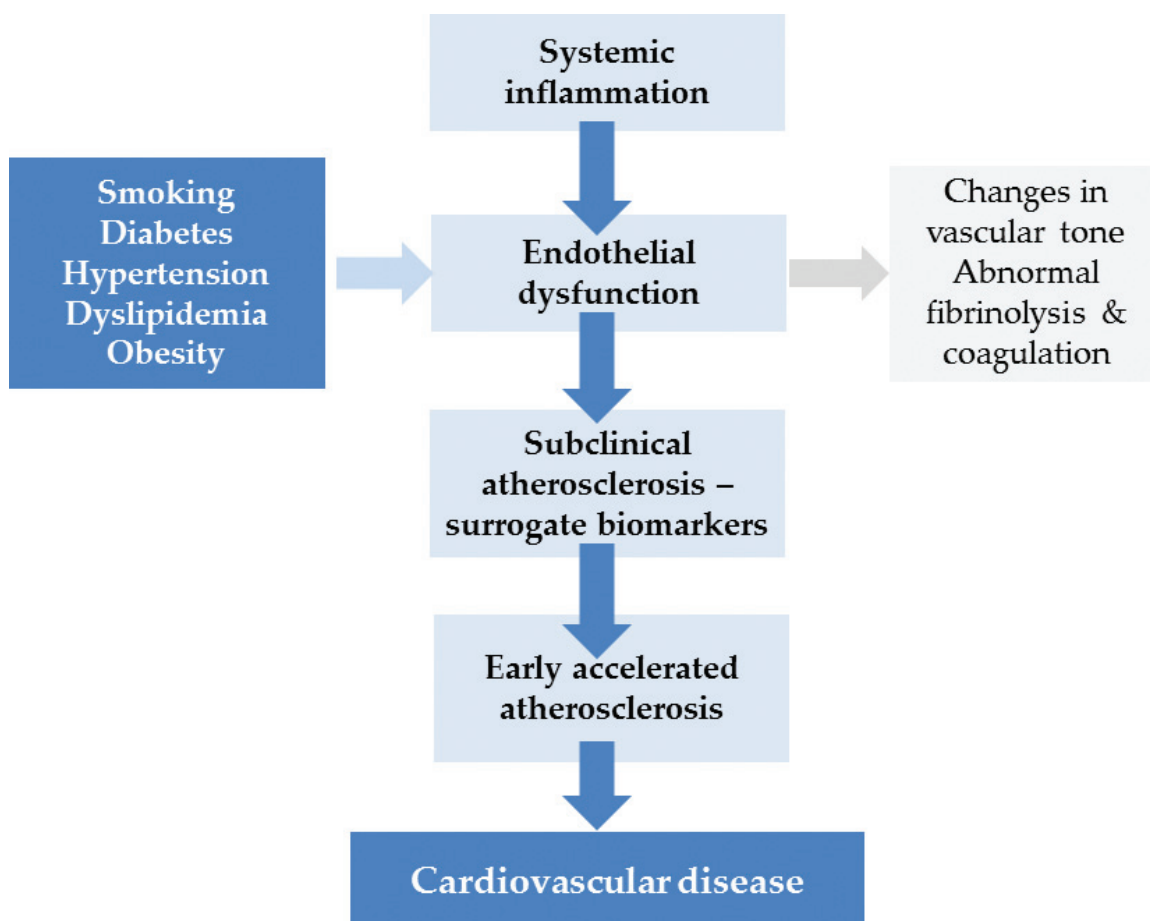 Systemic
inflammation
Smoking
Diabetes
Hypertension
Dyslipidemia
Obesity
Endothelial
dysfunction
Changes in
vascular tone
Abnormal
fibrinolysis &
coagulation
Subclinical
atherosclerosis –
surrogate biomarkers
Early accelerated
atherosclerosis
Cardiovascular disease